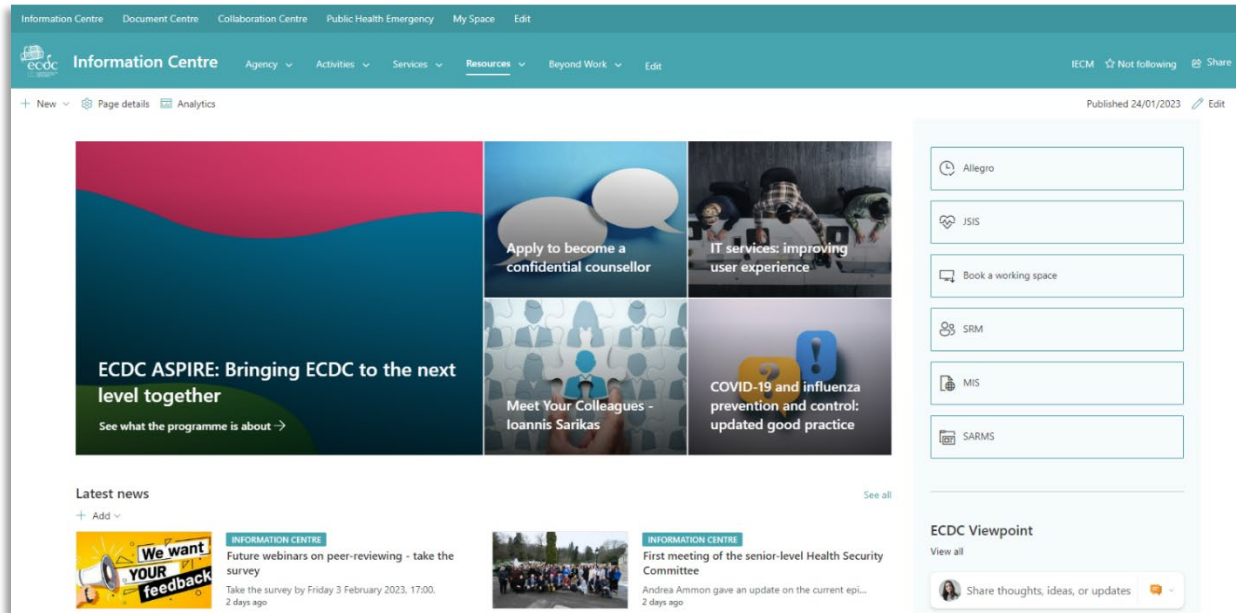 Information Centre Document Centre Collaboration Centre Public Health Emergency My Space Edit
ecdc
Information Centre Agency Activities Services Resources Beyond Work Edit
IECM Not following Share
+ New Page details Analytics
Published 24/01/2023 Edit
ECDC ASPIRE: Bringing ECDC to the next
level together
See what the programme is about →
Apply to become a
confidential counsellor
IT services: improving
user experience
Meet Your Colleagues -
Ioannis Sarikas
COVID-19 and influenza
prevention and control:
updated good practice
Allegro
JSIS
Book a working space
SRM
MIS
SARMS
Latest news
See all
+ Add
We want
YOUR
feedback
INFORMATION CENTRE
Future webinars on peer-reviewing - take the
survey
Take the survey by Friday 3 February 2023, 17:00.
2 days ago
INFORMATION CENTRE
First meeting of the senior-level Health Security
Committee
Andrea Ammon gave an update on the current epi...
2 days ago
ECDC Viewpoint
View all
Share thoughts, ideas, or updates